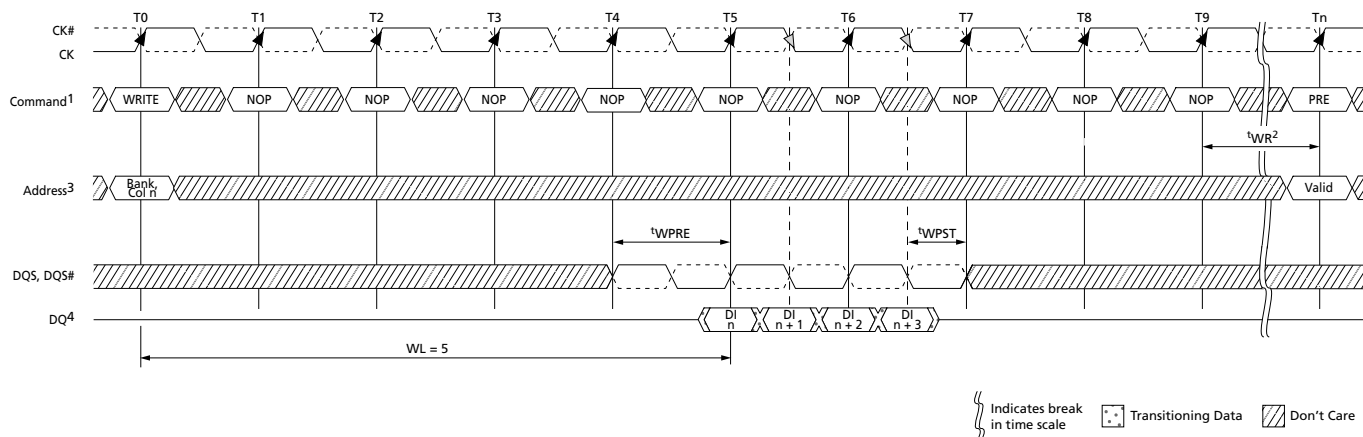 T0 T1 T2 T3 T4 T5 T6 T7 T8 T9 Tn
CK#
CK
Command1 WRITE NOP NOP NOP NOP NOP NOP NOP NOP NOP PRE
tWR2
Address3 Bank, Col n Valid
tWPRE tWPST
DQS, DQS#
DQ4 DI n DI n + 1 DI n + 2 DI n + 3
WL = 5
Indicates break
in time scale
Transitioning Data
Don't Care